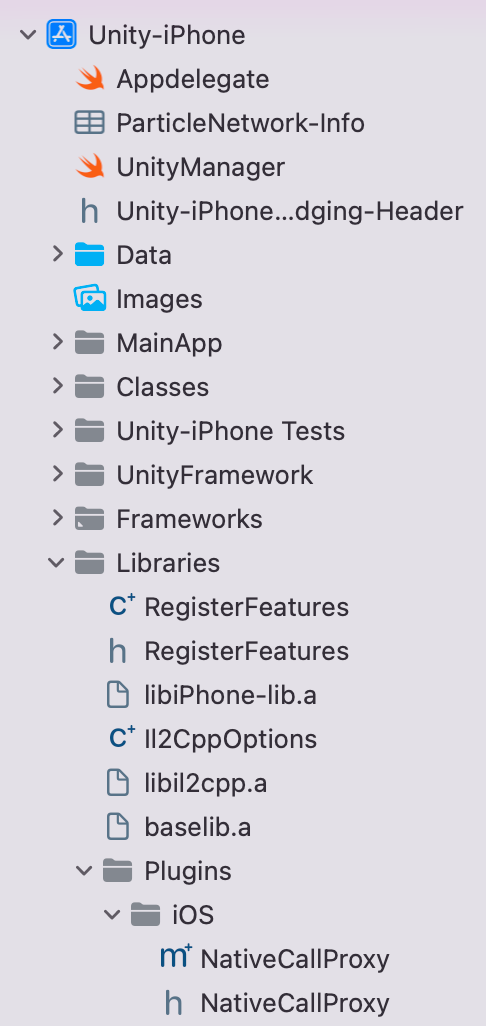 Unity-iPhone
Appdelegate
ParticleNetwork-Info
UnityManager
h Unity-iPhone...dging-Header
Data
Images
MainApp
Classes
Unity-iPhone Tests
UnityFramework
Frameworks
Libraries
C+ RegisterFeatures
h RegisterFeatures
libiPhone-lib.a
C+ Il2CppOptions
libil2cpp.a
baselib.a
Plugins
iOS
m+ NativeCallProxy
h NativeCallProxy